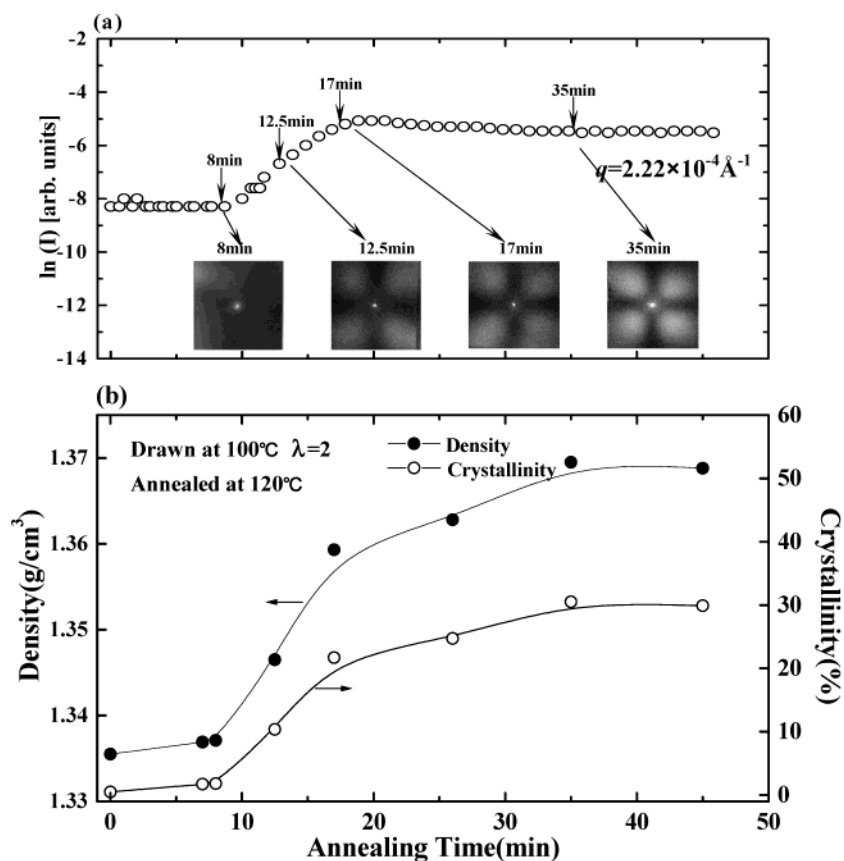 (a)
-2
-4
-6
-8
-10
-12
-14
ln (I) [arb. units]
8min
12.5min
17min
35min
q=2.22×10⁻⁴Å⁻¹
8min
12.5min
17min
35min
(b)
1.37
1.36
1.35
1.34
1.33
Density(g/cm³)
Drawn at 100℃ λ=2
Annealed at 120℃
Density
Crystallinity
60
50
40
30
20
10
0
Crystallinity(%)
0 10 20 30 40 50
Annealing Time(min)